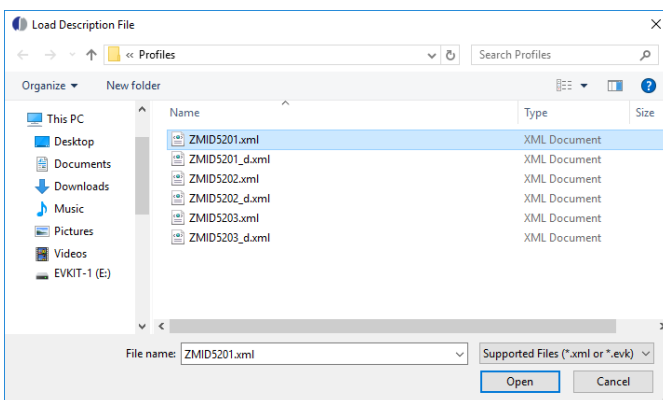 Load Description File
« Profiles
Search Profiles
Organize
New folder
This PC
Desktop
Documents
Downloads
Music
Pictures
Videos
EVKIT-1 (E:)
Name Type Size
ZMID5201.xml XML Document
ZMID5201_d.xml XML Document
ZMID5202.xml XML Document
ZMID5202_d.xml XML Document
ZMID5203.xml XML Document
ZMID5203_d.xml XML Document
File name: ZMID5201.xml Supported Files (*.xml or *.evk)
Open Cancel